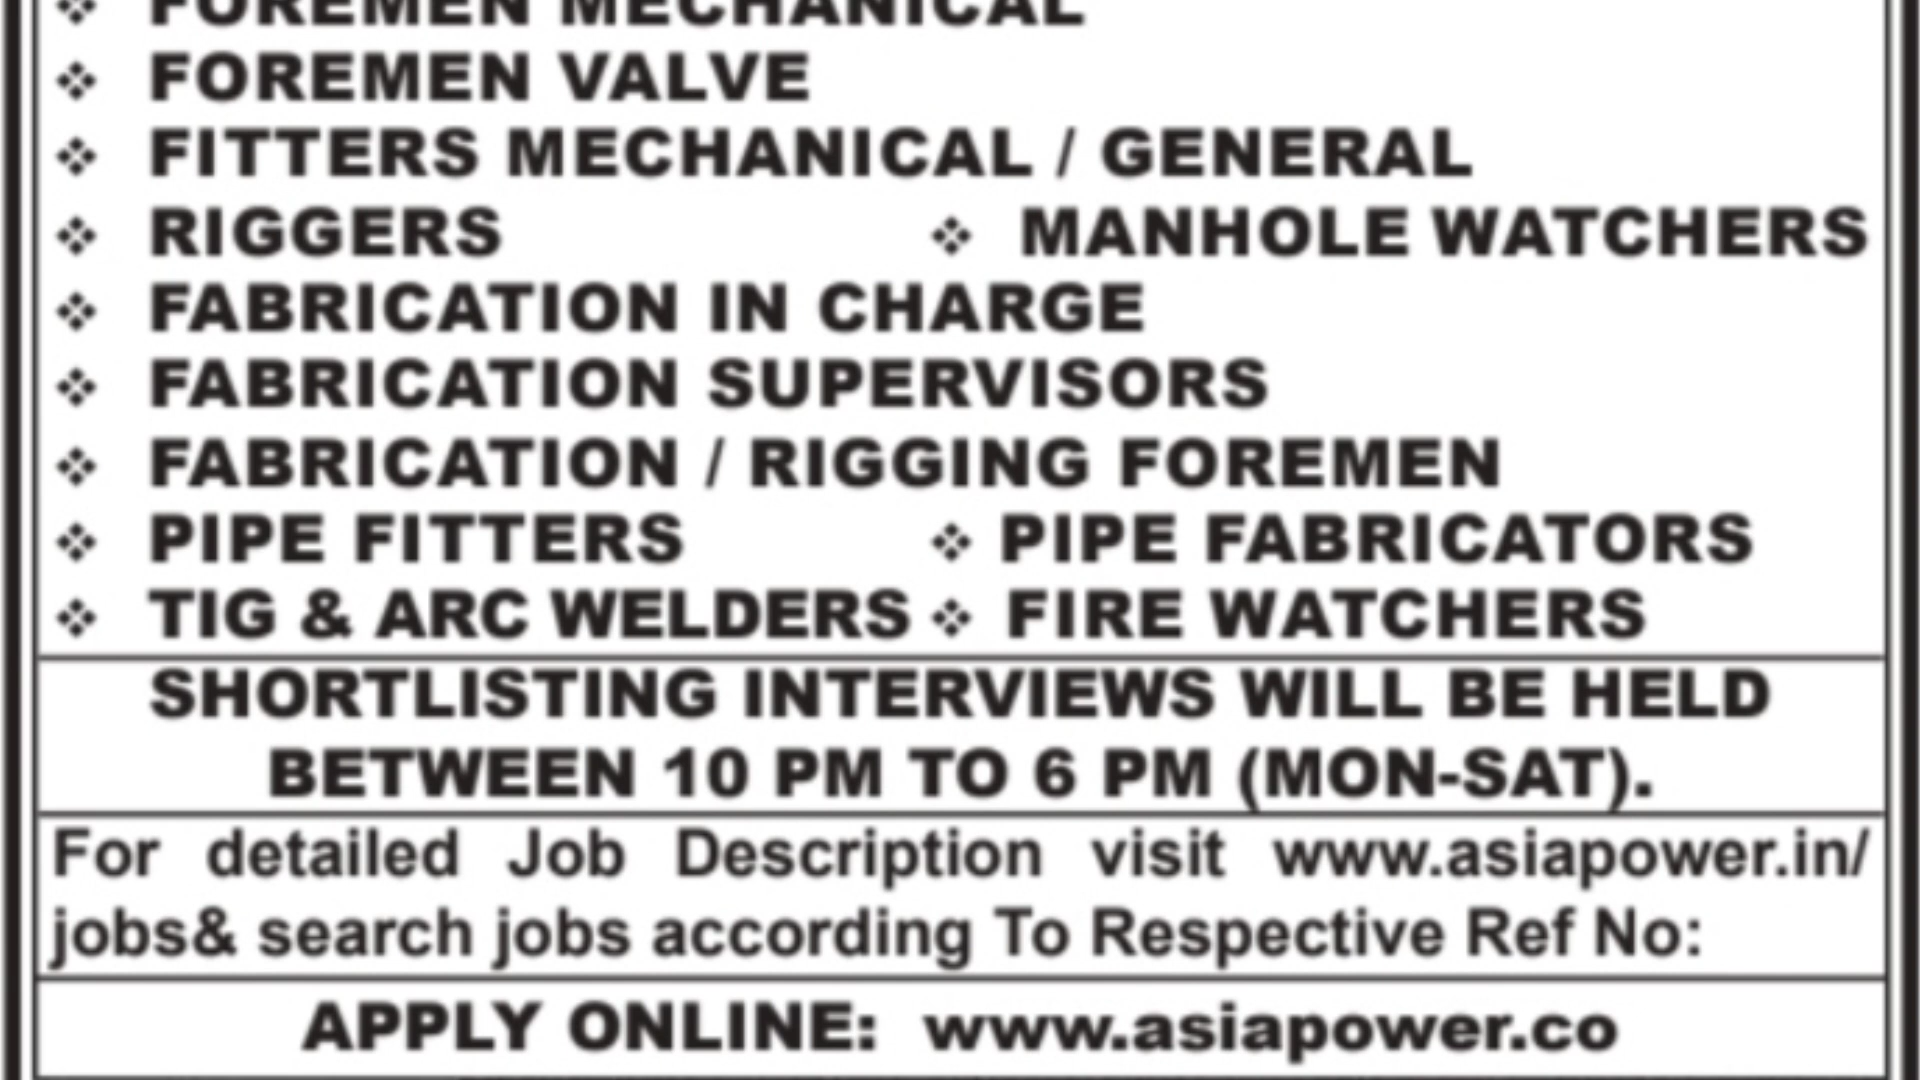 FOREMEN MECHANICAL
❖ FOREMEN VALVE
❖ FITTERS MECHANICAL / GENERAL
❖ RIGGERS ❖ MANHOLE WATCHERS
❖ FABRICATION IN CHARGE
❖ FABRICATION SUPERVISORS
❖ FABRICATION / RIGGING FOREMEN
❖ PIPE FITTERS ❖ PIPE FABRICATORS
❖ TIG & ARC WELDERS ❖ FIRE WATCHERS
SHORTLISTING INTERVIEWS WILL BE HELD
BETWEEN 10 PM TO 6 PM (MON-SAT).
For detailed Job Description visit www.asiapower.in/
jobs& search jobs according To Respective Ref No:
APPLY ONLINE: www.asiapower.co